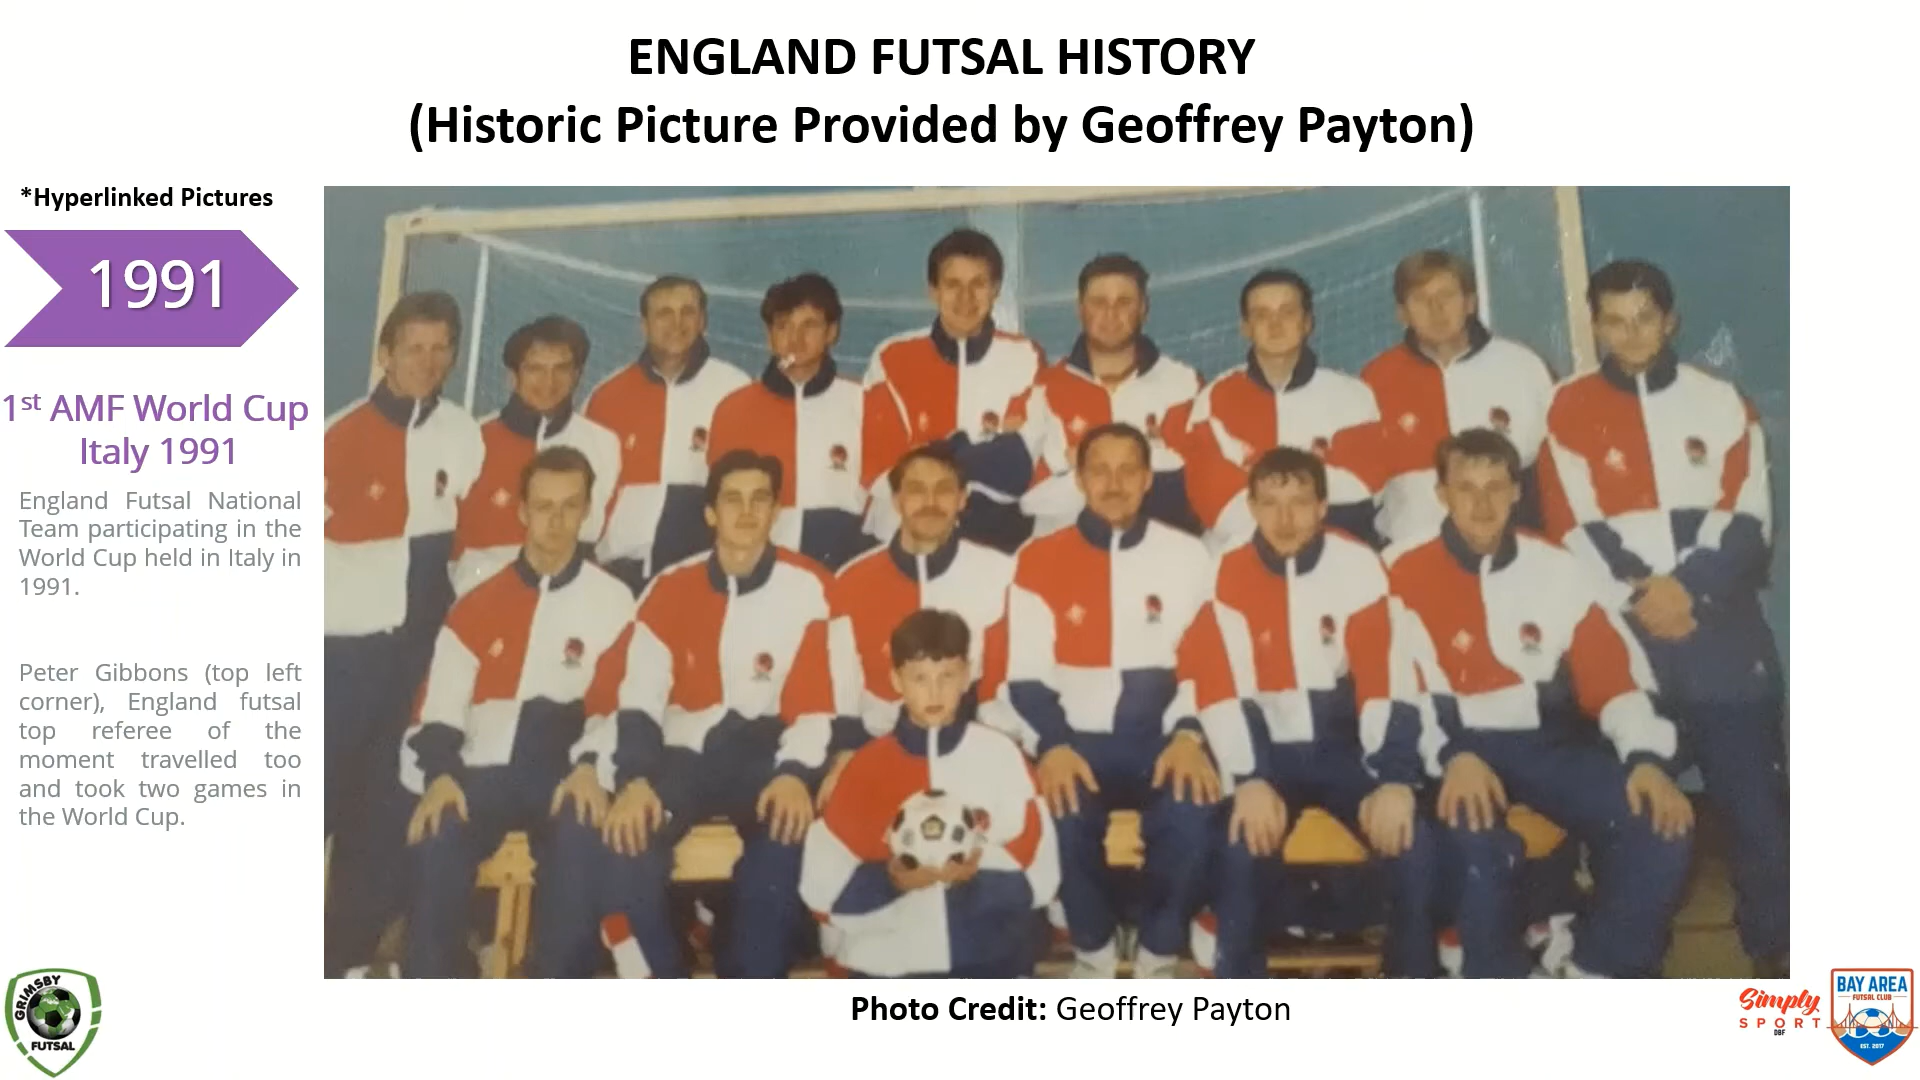 ENGLAND FUTSAL HISTORY
(Historic Picture Provided by Geoffrey Payton)
*Hyperlinked Pictures
1991
1st AMF World Cup
Italy 1991
England Futsal National
Team participating in the
World Cup held in Italy in
1991.
Peter Gibbons (top left
corner), England futsal
top referee of the
moment travelled too
and took two games in
the World Cup.
Photo Credit: Geoffrey Payton
GRIMSBY
FUTSAL
Simply
SPORT
DBF
BAY AREA
FUTSAL CLUB
EST. 2017